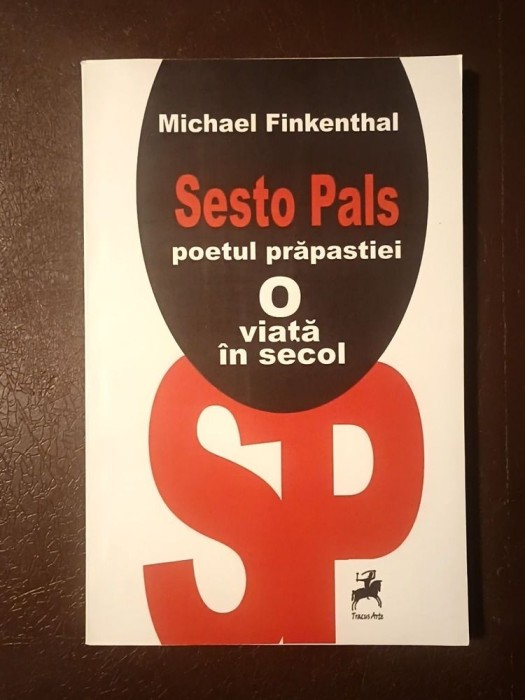 Michael Finkenthal
Sesto Pals
poetul prăpastiei
O
viață
în secol
SP
Tracus Arte